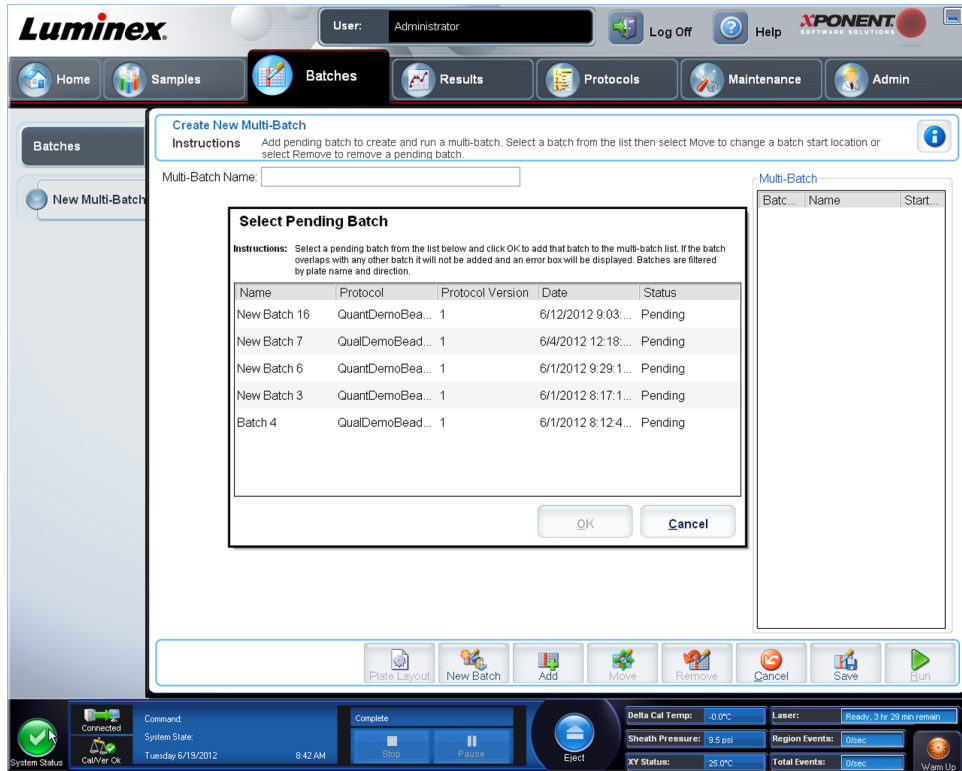 Luminex.
User: Administrator
Log Off
Help
XPONENT.
SOFTWARE SOLUTIONS
Home
Samples
Batches
Results
Protocols
Maintenance
Admin
Batches
New Multi-Batch
Create New Multi-Batch
Instructions Add pending batch to create and run a multi-batch. Select a batch from the list then select Move to change a batch start location or
select Remove to remove a pending batch.
Multi-Batch Name:
Multi-Batch
Batc... Name Start...
Select Pending Batch
Instructions: Select a pending batch from the list below and click OK to add that batch to the multi-batch list. If the batch
overlaps with any other batch it will not be added and an error box will be displayed. Batches are filtered
by plate name and direction.
Name Protocol Protocol Version Date Status
New Batch 16 QuantDemoBea... 1 6/12/2012 9:03:... Pending
New Batch 7 QualDemoBead... 1 6/4/2012 12:18:... Pending
New Batch 6 QuantDemoBea... 1 6/1/2012 9:29:1... Pending
New Batch 3 QuantDemoBea... 1 6/1/2012 8:17:1... Pending
Batch 4 QualDemoBead... 1 6/1/2012 8:12:4... Pending
OK
Cancel
Plate Layout
New Batch
Add
Move
Remove
Cancel
Save
Run
System Status
Connected
Cal/Ver Ok
Command:
System State:
Tuesday 6/19/2012 8:42 AM
Complete
Stop
Pause
Eject
Delta Cal Temp: -0.0°C
Sheath Pressure: 9.5 psi
XY Status: 25.0°C
Laser: Ready, 3 hr 29 min remain
Region Events: 0/sec
Total Events: 0/sec
Warm Up